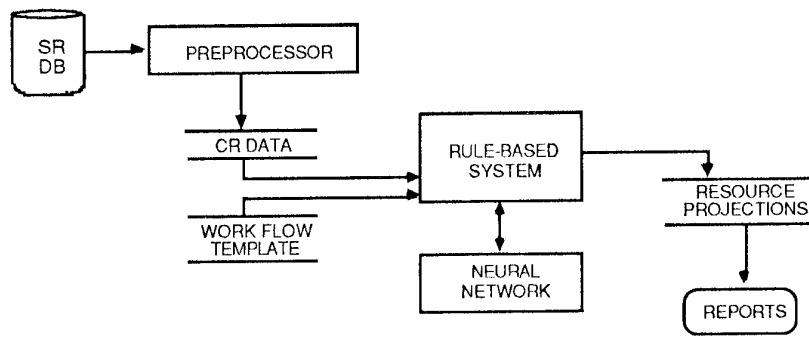 SR
DB
PREPROCESSOR
CR DATA
WORK FLOW
TEMPLATE
RULE-BASED
SYSTEM
NEURAL
NETWORK
RESOURCE
PROJECTIONS
REPORTS